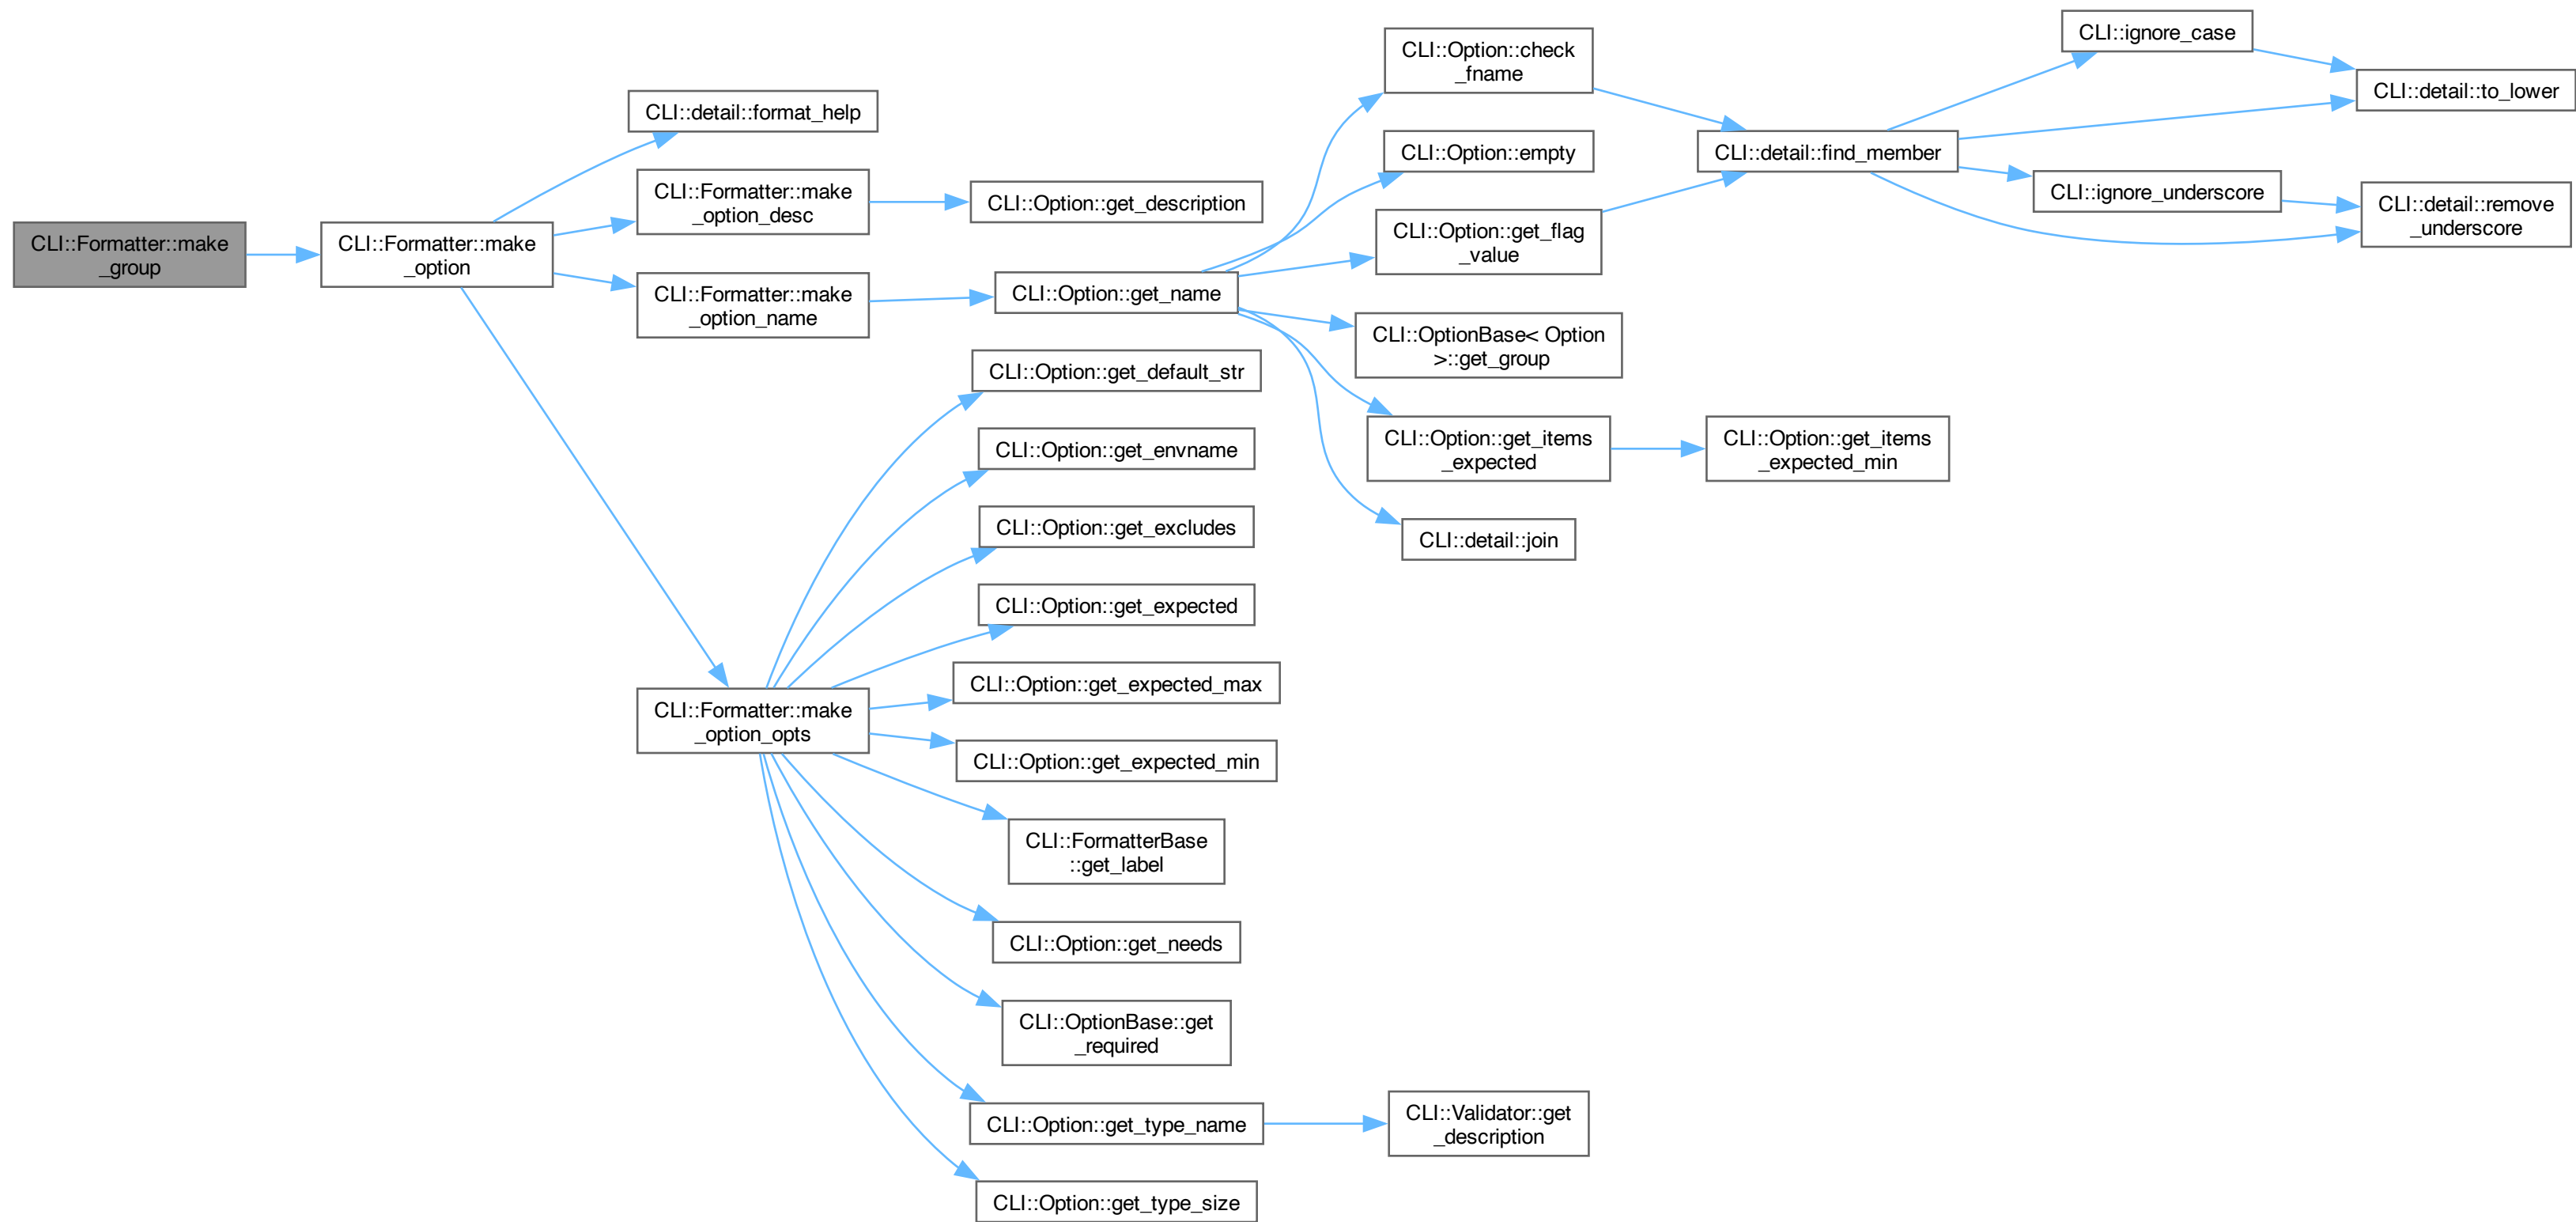 CLI::Formatter::make
_group
CLI::Formatter::make
_option
CLI::detail::format_help
CLI::Formatter::make
_option_desc
CLI::Formatter::make
_option_name
CLI::Formatter::make
_option_opts
CLI::Option::get_description
CLI::Option::get_name
CLI::Option::get_default_str
CLI::Option::get_envname
CLI::Option::get_excludes
CLI::Option::get_expected
CLI::Option::get_expected_max
CLI::Option::get_expected_min
CLI::FormatterBase
::get_label
CLI::Option::get_needs
CLI::OptionBase::get
_required
CLI::Option::get_type_name
CLI::Option::get_type_size
CLI::Option::check
_fname
CLI::Option::empty
CLI::Option::get_flag
_value
CLI::OptionBase< Option
>::get_group
CLI::Option::get_items
_expected
CLI::detail::join
CLI::Validator::get
_description
CLI::detail::find_member
CLI::Option::get_items
_expected_min
CLI::ignore_case
CLI::ignore_underscore
CLI::detail::to_lower
CLI::detail::remove
_underscore